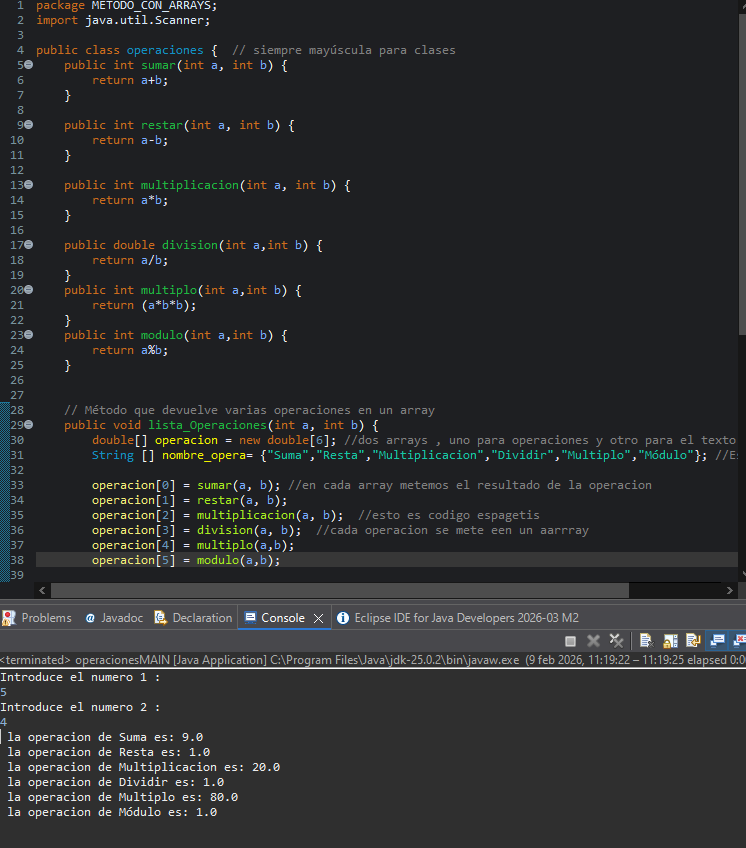 1 package METODO_CON_ARRAYS;
2 import java.util.Scanner;
3
4 public class operaciones {  // siempre mayúscula para clases
5     public int sumar(int a, int b) {
6         return a+b;
7     }
8
9     public int restar(int a, int b) {
10         return a-b;
11     }
12
13     public int multiplicacion(int a, int b) {
14         return a*b;
15     }
16
17     public double division(int a,int b) {
18         return a/b;
19     }
20     public int multiplo(int a,int b) {
21         return (a*b*b);
22     }
23     public int modulo(int a,int b) {
24         return a%b;
25     }
26
27
28     // Método que devuelve varias operaciones en un array
29     public void lista_Operaciones(int a, int b) {
30         double[] operacion = new double[6]; //dos arrays , uno para operaciones y otro para el texto
31         String [] nombre_opera= {"Suma","Resta","Multiplicacion","Dividir","Multiplo","Módulo"}; //Es
32
33         operacion[0] = sumar(a, b); //en cada array metemos el resultado de la operacion
34         operacion[1] = restar(a, b);
35         operacion[2] = multiplicacion(a, b);  //esto es codigo espagetis
36         operacion[3] = division(a, b);  //cada operacion se mete een un aarrray
37         operacion[4] = multiplo(a,b);
38         operacion[5] = modulo(a,b);
39
Problems Javadoc Declaration Console Eclipse IDE for Java Developers 2026-03 M2
<terminated> operacionesMAIN [Java Application] C:\Program Files\Java\jdk-25.0.2\bin\javaw.exe (9 feb 2026, 11:19:22 – 11:19:25 elapsed 0:0
Introduce el numero 1 :
5
Introduce el numero 2 :
4
la operacion de Suma es: 9.0
la operacion de Resta es: 1.0
la operacion de Multiplicacion es: 20.0
la operacion de Dividir es: 1.0
la operacion de Multiplo es: 80.0
la operacion de Módulo es: 1.0